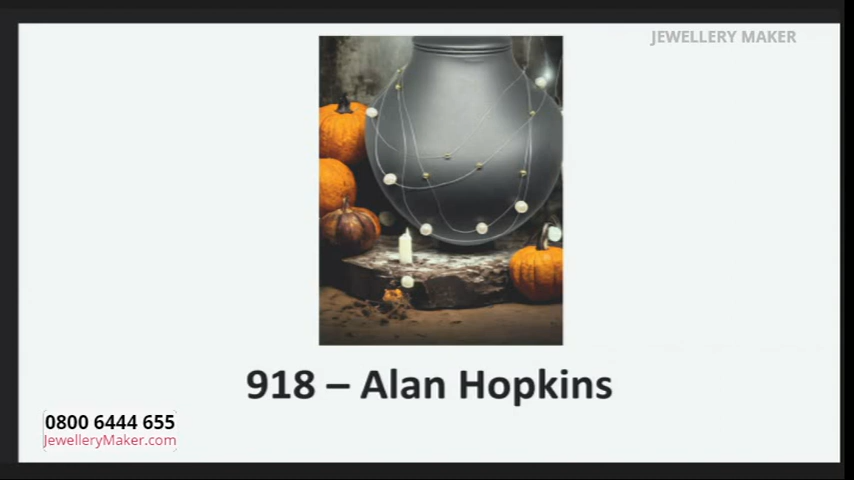 JEWELLERY MAKER
918 – Alan Hopkins
0800 6444 655
JewelleryMaker.com